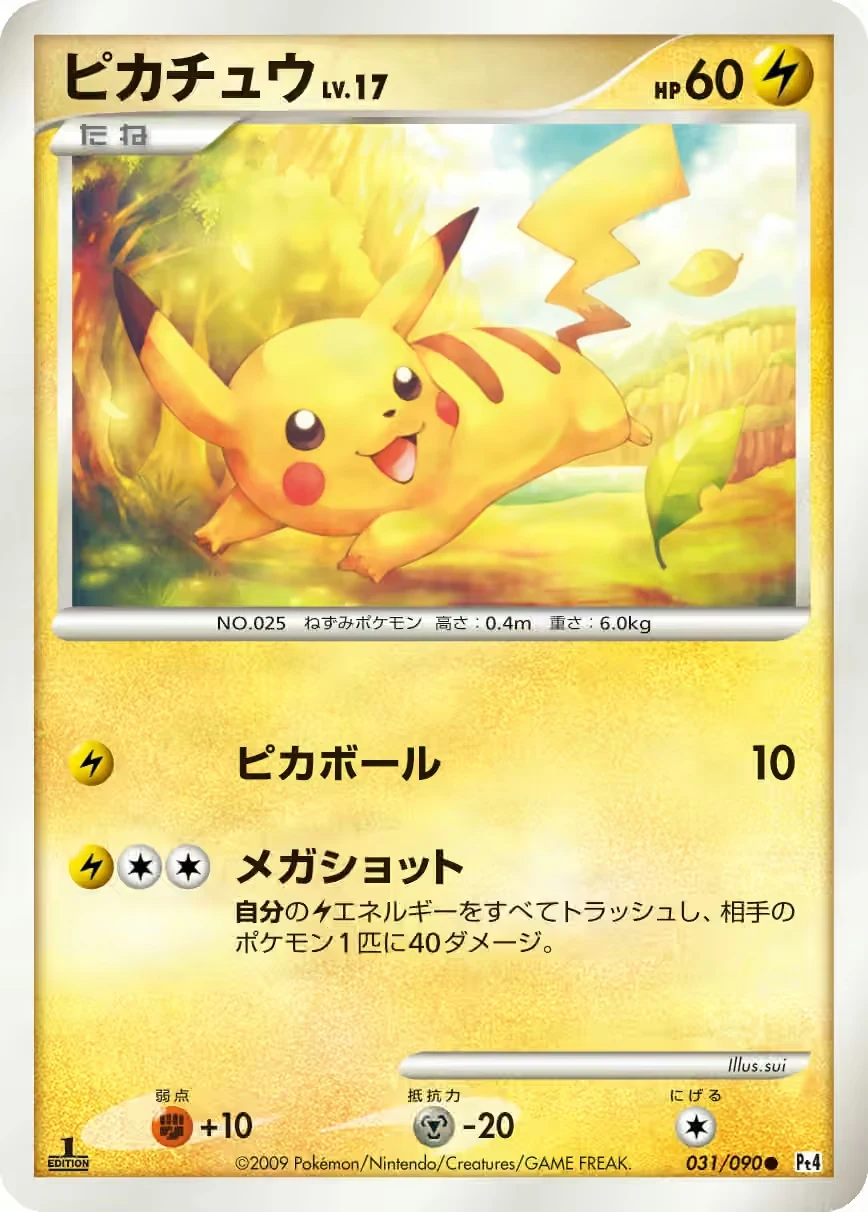 ピカチュウ LV.17 HP60
たね
NO.025 ねずみポケモン 高さ:0.4m 重さ:6.0kg
ピカボール 10
メガショット
自分のエネルギーをすべてトラッシュし、相手の
ポケモン1匹に40ダメージ。
Illus.sui
弱点 抵抗力 にげる
+10 -20
1 EDITION
©2009 Pokémon/Nintendo/Creatures/GAME FREAK. 031/090 Pt4